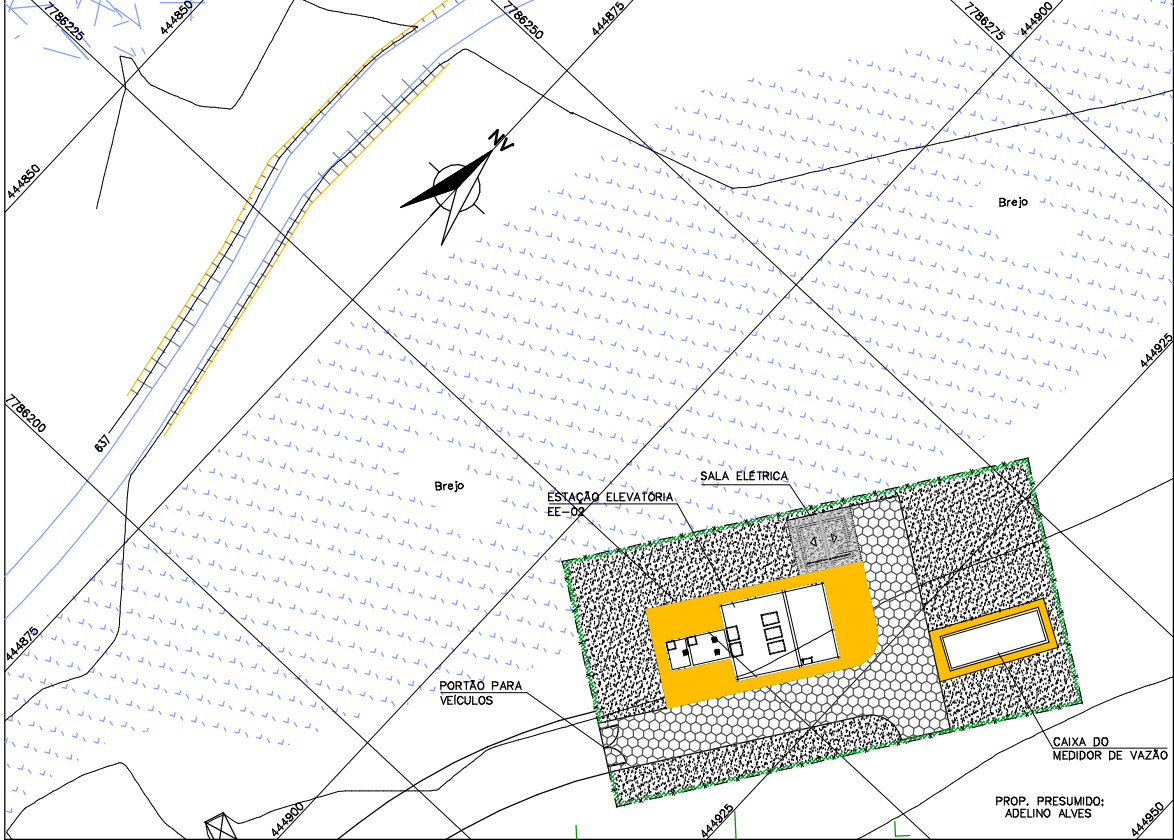 7786225
444850
7786250
444875
7786275
444900
NV
444850
Brejo
444925
7786200
637
Brejo
SALA ELÉTRICA
ESTAÇÃO ELEVATÓRIA
EE-02
444875
PORTÃO PARA
VEÍCULOS
CAIXA DO
MEDIDOR DE VAZÃO
PROP. PRESUMIDO:
ADELINO ALVES
444900
444925
444950